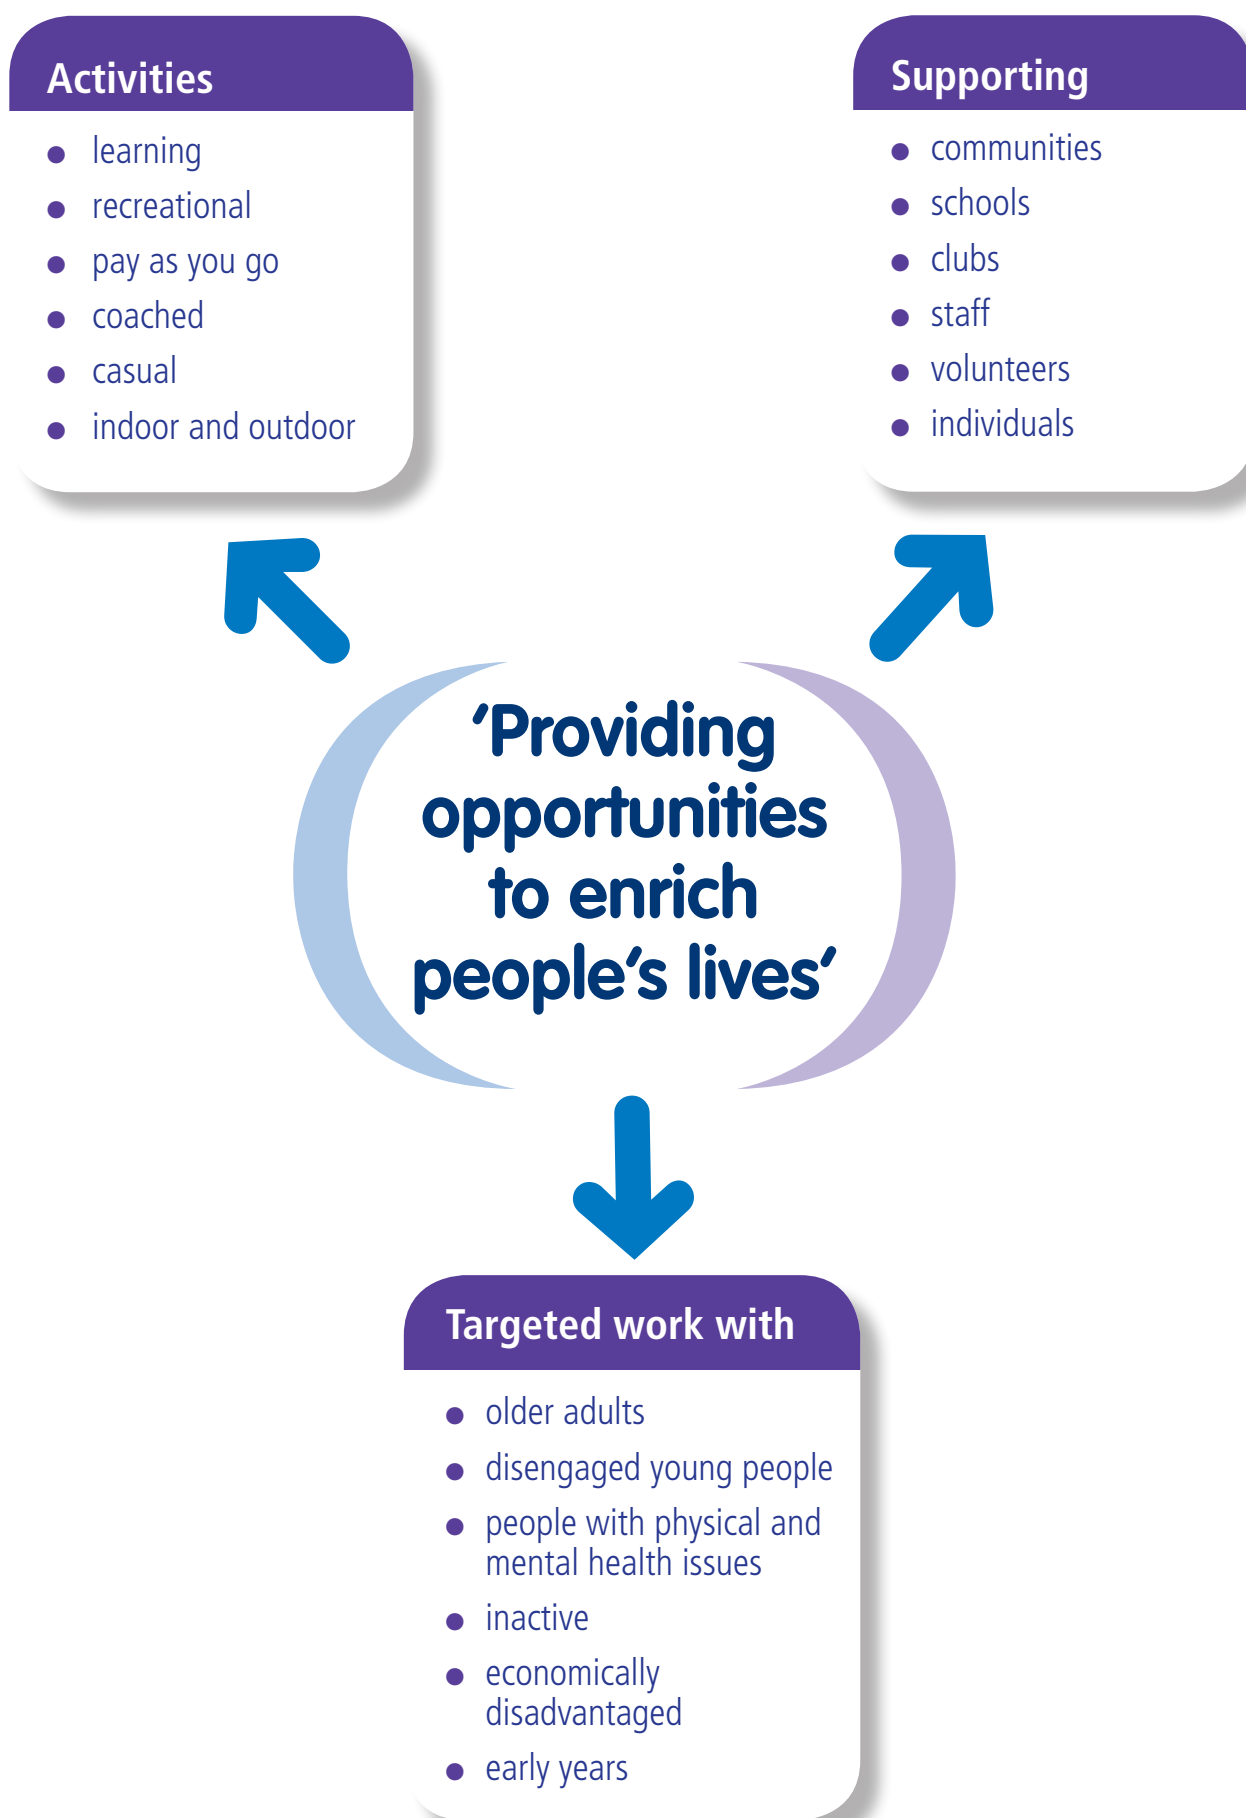 Activities
learning
recreational
pay as you go
coached
casual
indoor and outdoor
Supporting
communities
schools
clubs
staff
volunteers
individuals
‘Providing
opportunities
to enrich
people’s lives’
Targeted work with
older adults
disengaged young people
people with physical and
mental health issues
inactive
economically
disadvantaged
early years